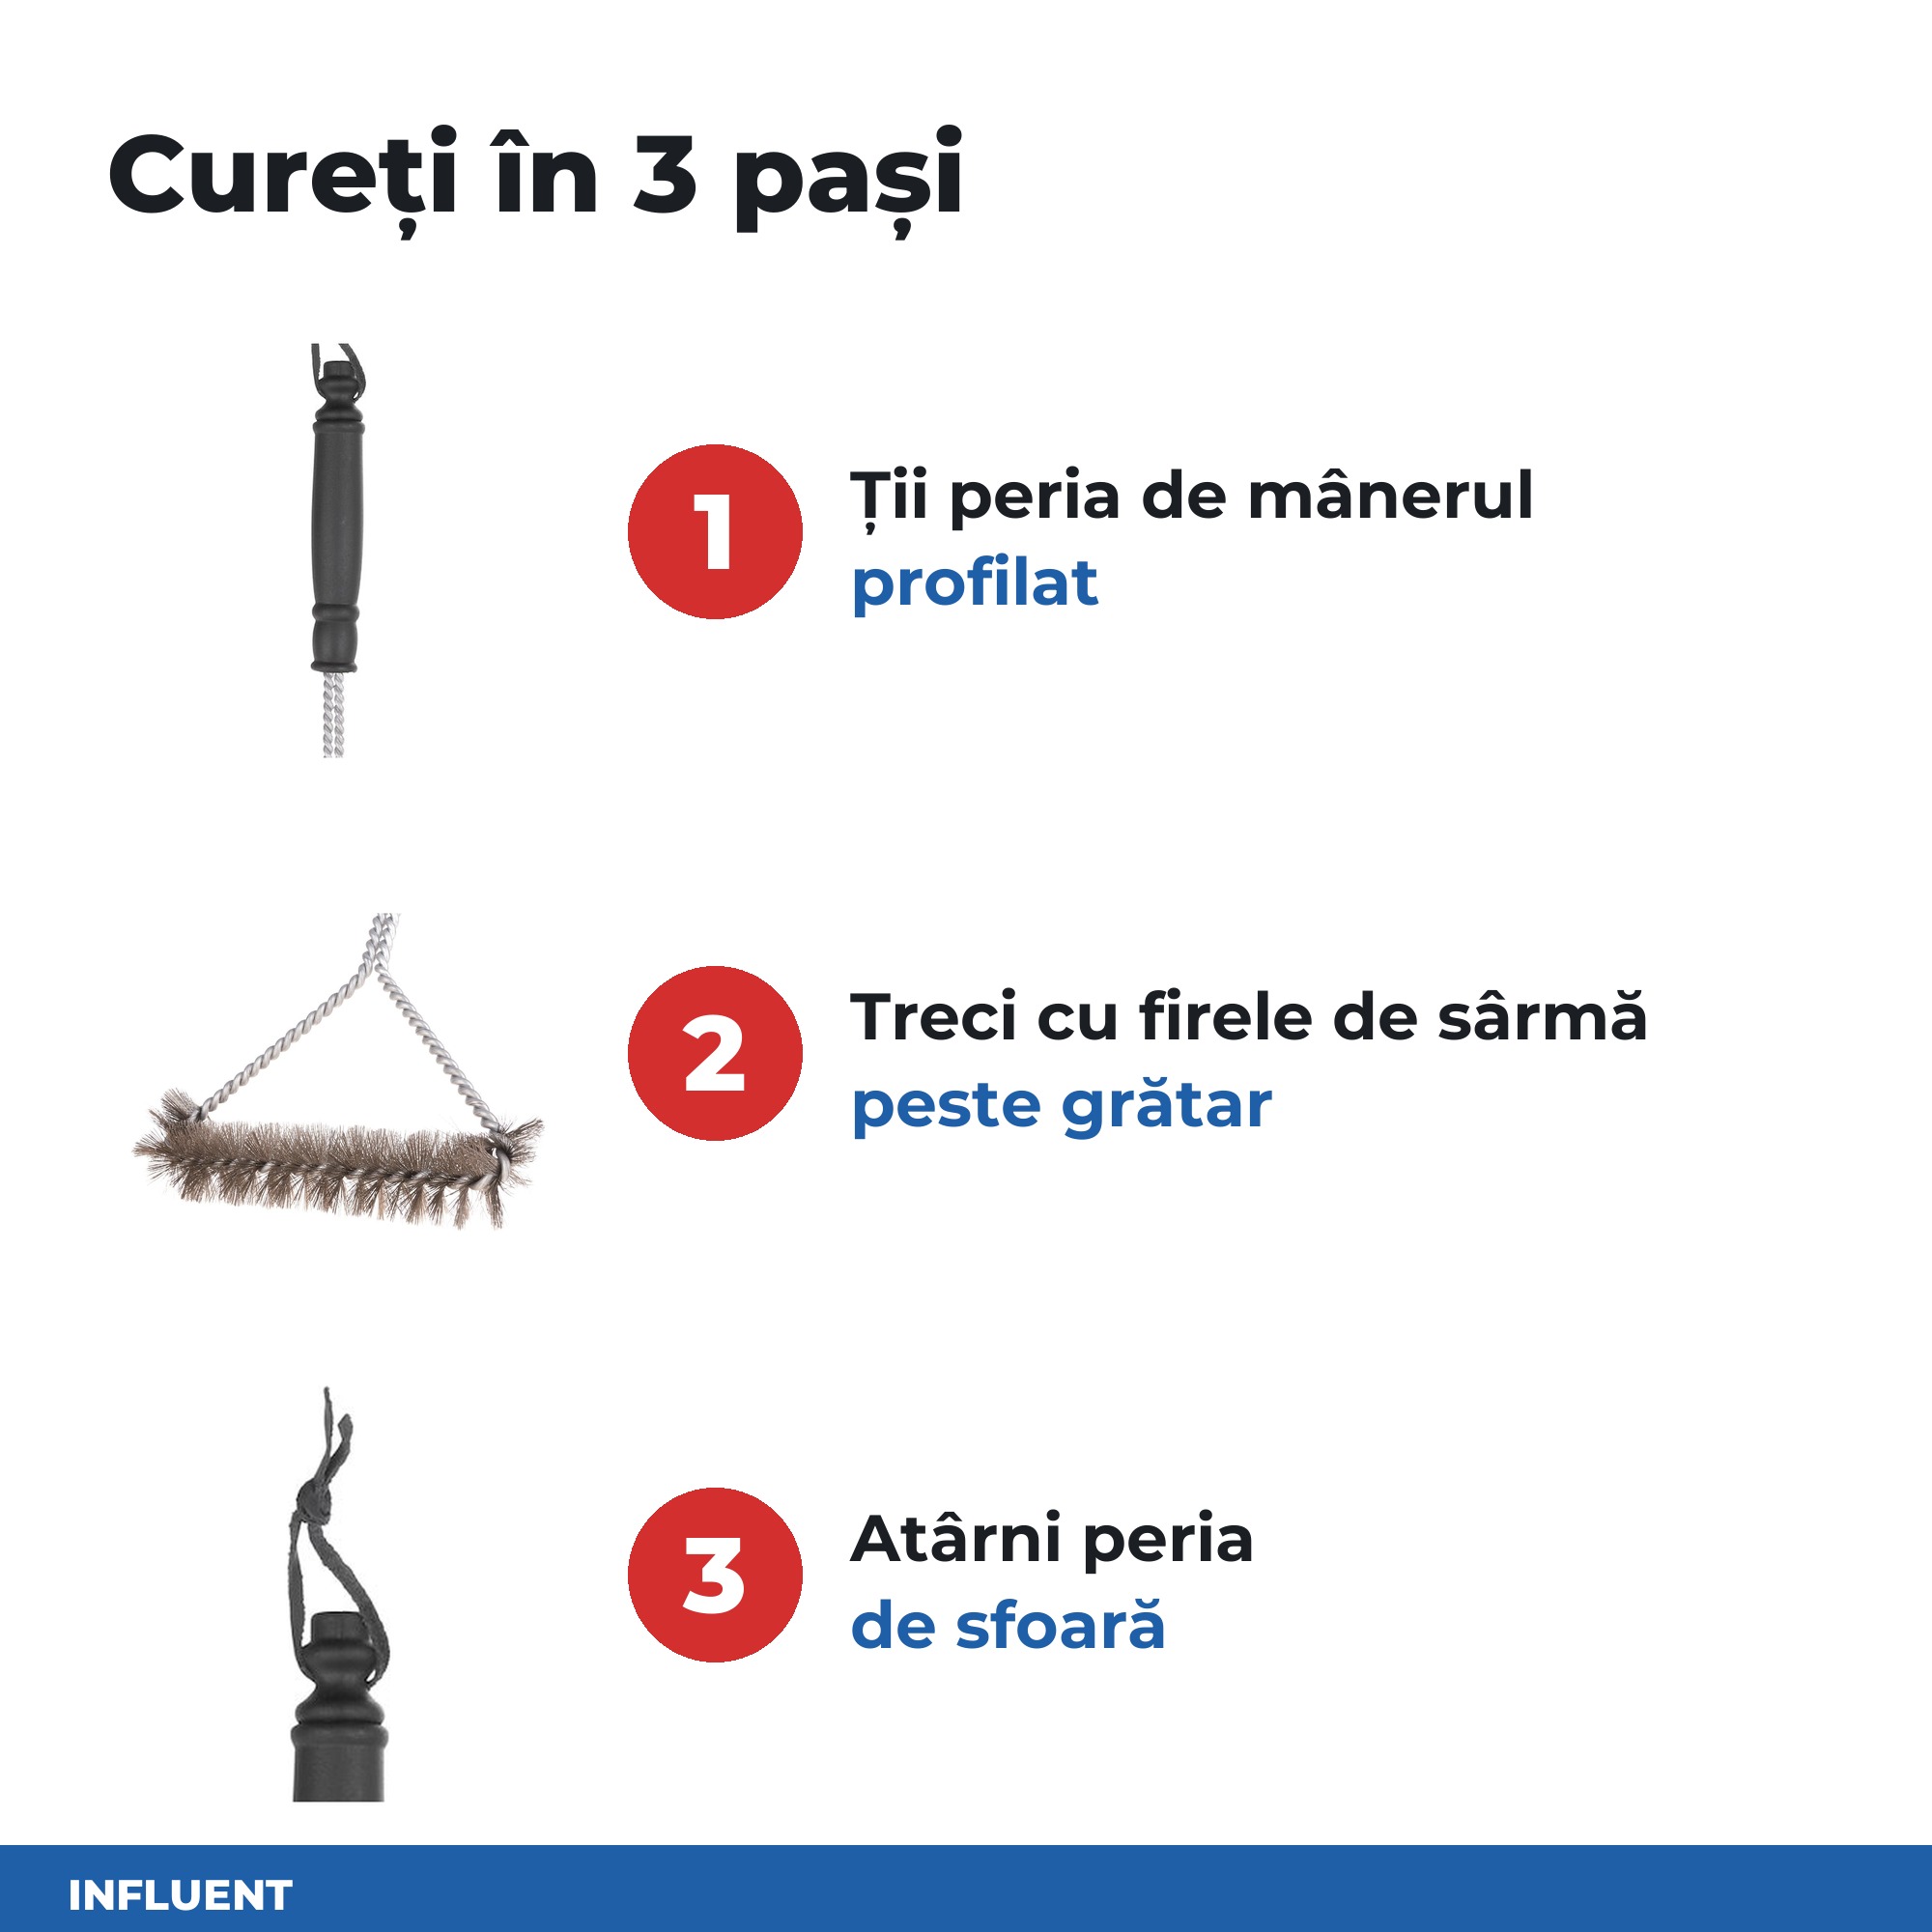 Cureți în 3 pași
1
Ții peria de mânerul
profilat
2
Treci cu firele de sârmă
peste grătar
3
Atârni peria
de sfoară
INFLUENT